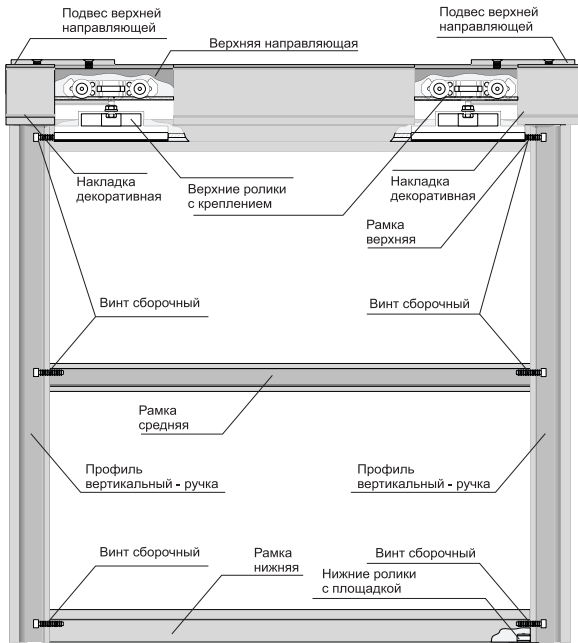 Подвес верхней
направляющей
Подвес верхней
направляющей
Верхняя направляющая
Накладка
декоративная
Верхние ролики
с креплением
Накладка
декоративная
Рамка
верхняя
Винт сборочный
Винт сборочный
Рамка
средняя
Профиль
вертикальный - ручка
Профиль
вертикальный - ручка
Винт сборочный
Рамка
нижняя
Винт сборочный
Нижние ролики
с площадкой